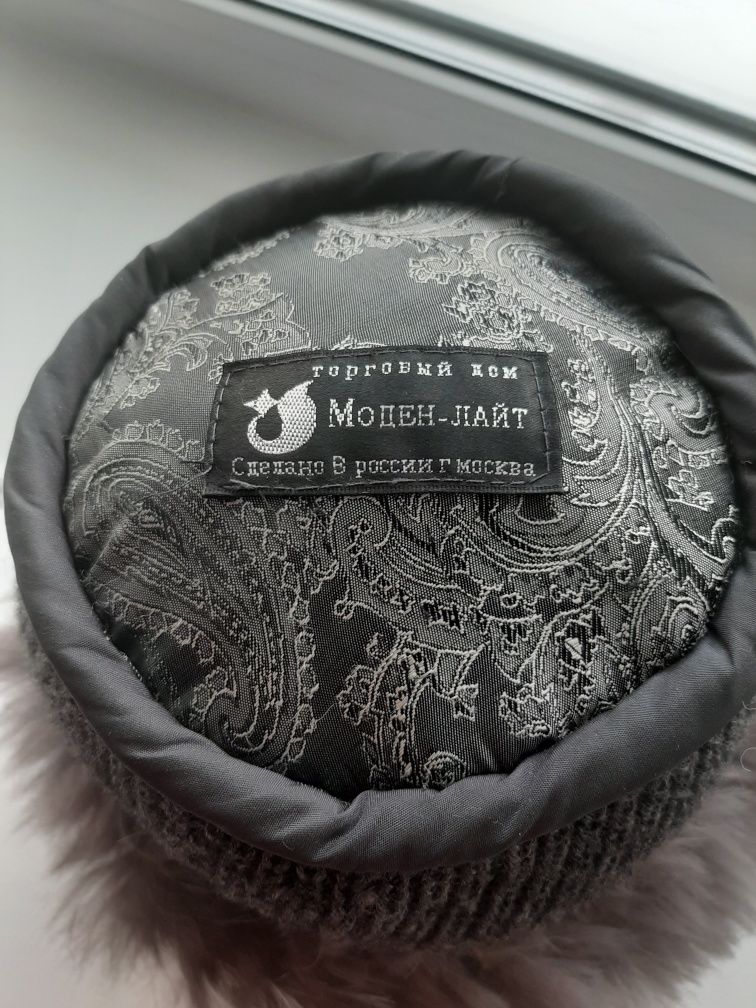 торговый дом
Моден-лайт
Сделано В россии г москва